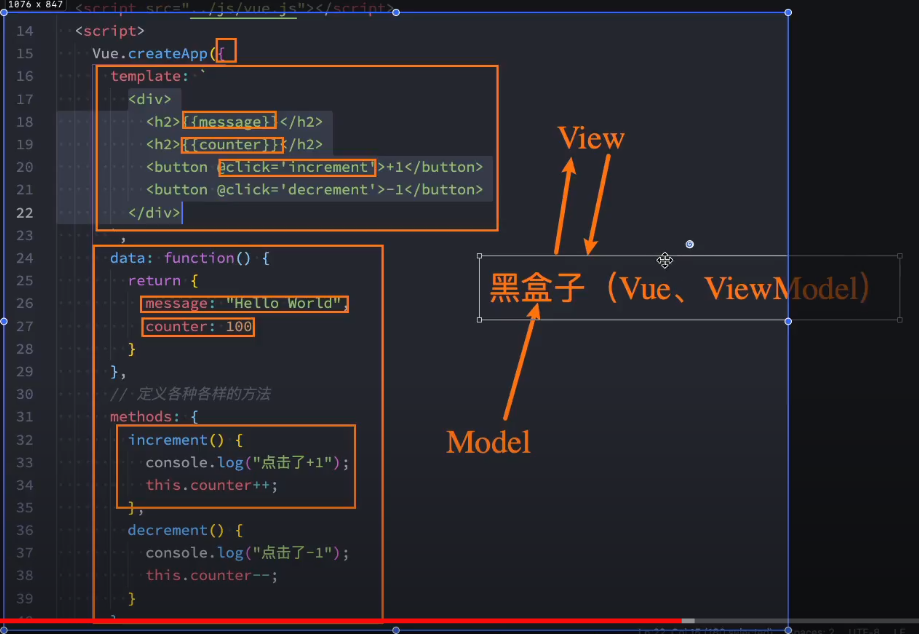 1076 x 847
<script src="../js/vue.js"></script>
14 <script>
15 Vue.createApp({
16 template: `
17 <div>
18 <h2>{{message}}</h2>
19 <h2>{{counter}}</h2>
20 <button @click='increment'>+1</button>
21 <button @click='decrement'>-1</button>
22 </div>
23 `,
24 data: function() {
25 return {
26 message: "Hello World",
27 counter: 100
28 }
29 },
30 // 定义各种各样的方法
31 methods: {
32 increment() {
33 console.log("点击了+1");
34 this.counter++;
35 },
36 decrement() {
37 console.log("点击了-1");
38 this.counter--;
39 }
View
黑盒子（Vue、ViewModel）
Model